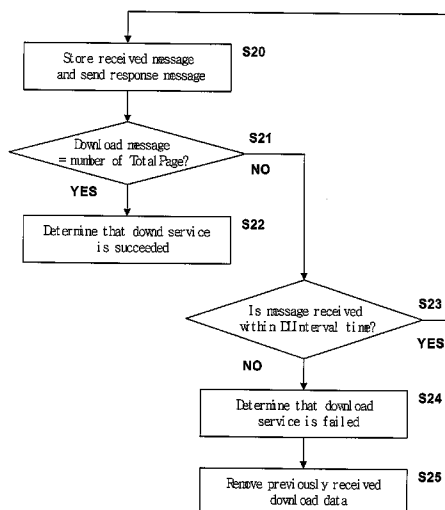 Store received message
and send response message
S20
Download message
= number of TotalPage?
S21
NO
YES
Determine that downd service
is succeeded
S22
Is message received
within DLInterval time?
S23
YES
NO
Determine that download
service is failed
S24
Remove previously received
download data
S25